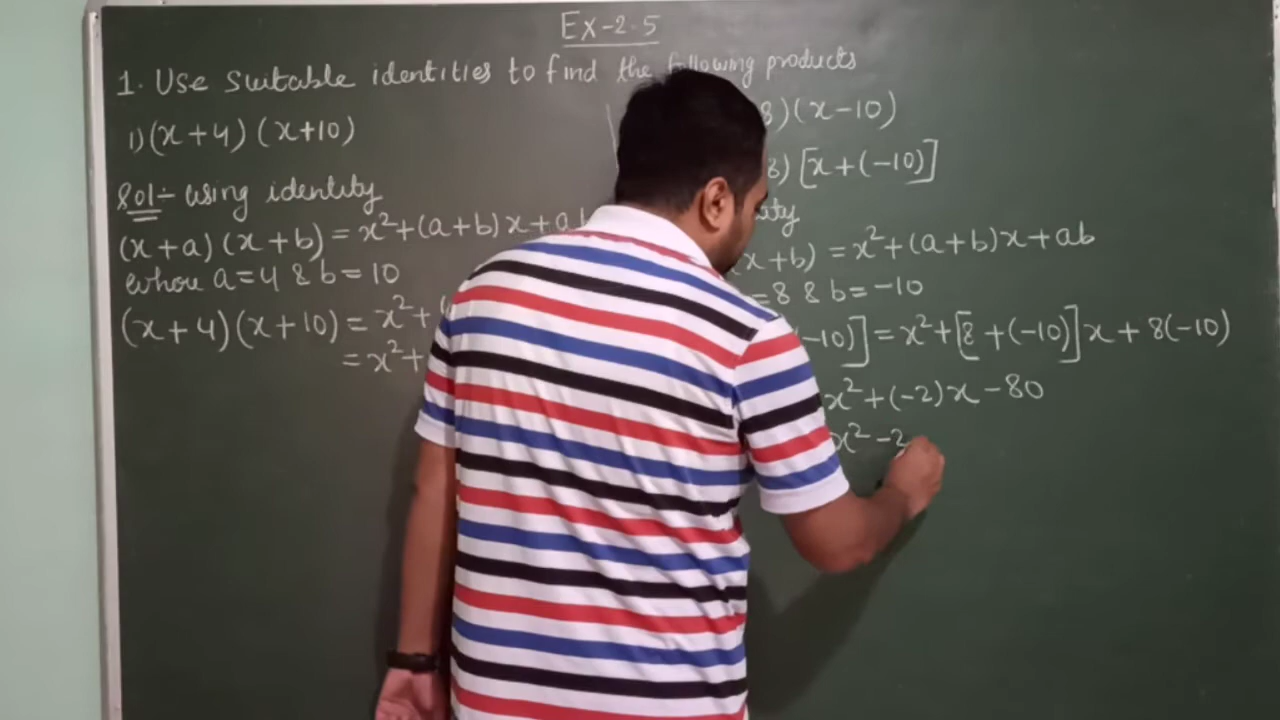 Ex-2.5
1. Use suitable identities to find the following products
1) (x+4) (x+10)
Sol:- using identity
(x+a) (x+b) = x²+(a+b)x+ab
a=4 & b=10
(x+4)(x+10) = x²+
= x²+
8)(x-10)
8)[x+(-10)]
ity
x+b) = x²+(a+b)x+ab
=8 & b=-10
-10)] = x²+[8+(-10)]x+8(-10)
x²+(-2)x-80
x²-2